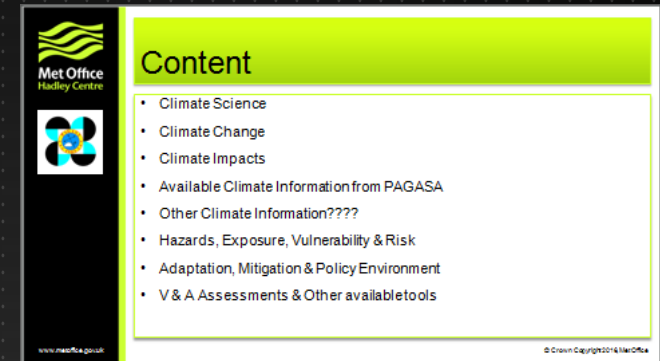 Met Office
Hadley Centre
Content
• Climate Science
• Climate Change
• Climate Impacts
• Available Climate Information from PAGASA
• Other Climate Information????
• Hazards, Exposure, Vulnerability & Risk
• Adaptation, Mitigation & Policy Environment
• V & A Assessments & Other available tools
www.metoffice.gov.uk
© Crown Copyright 2016, Met Office